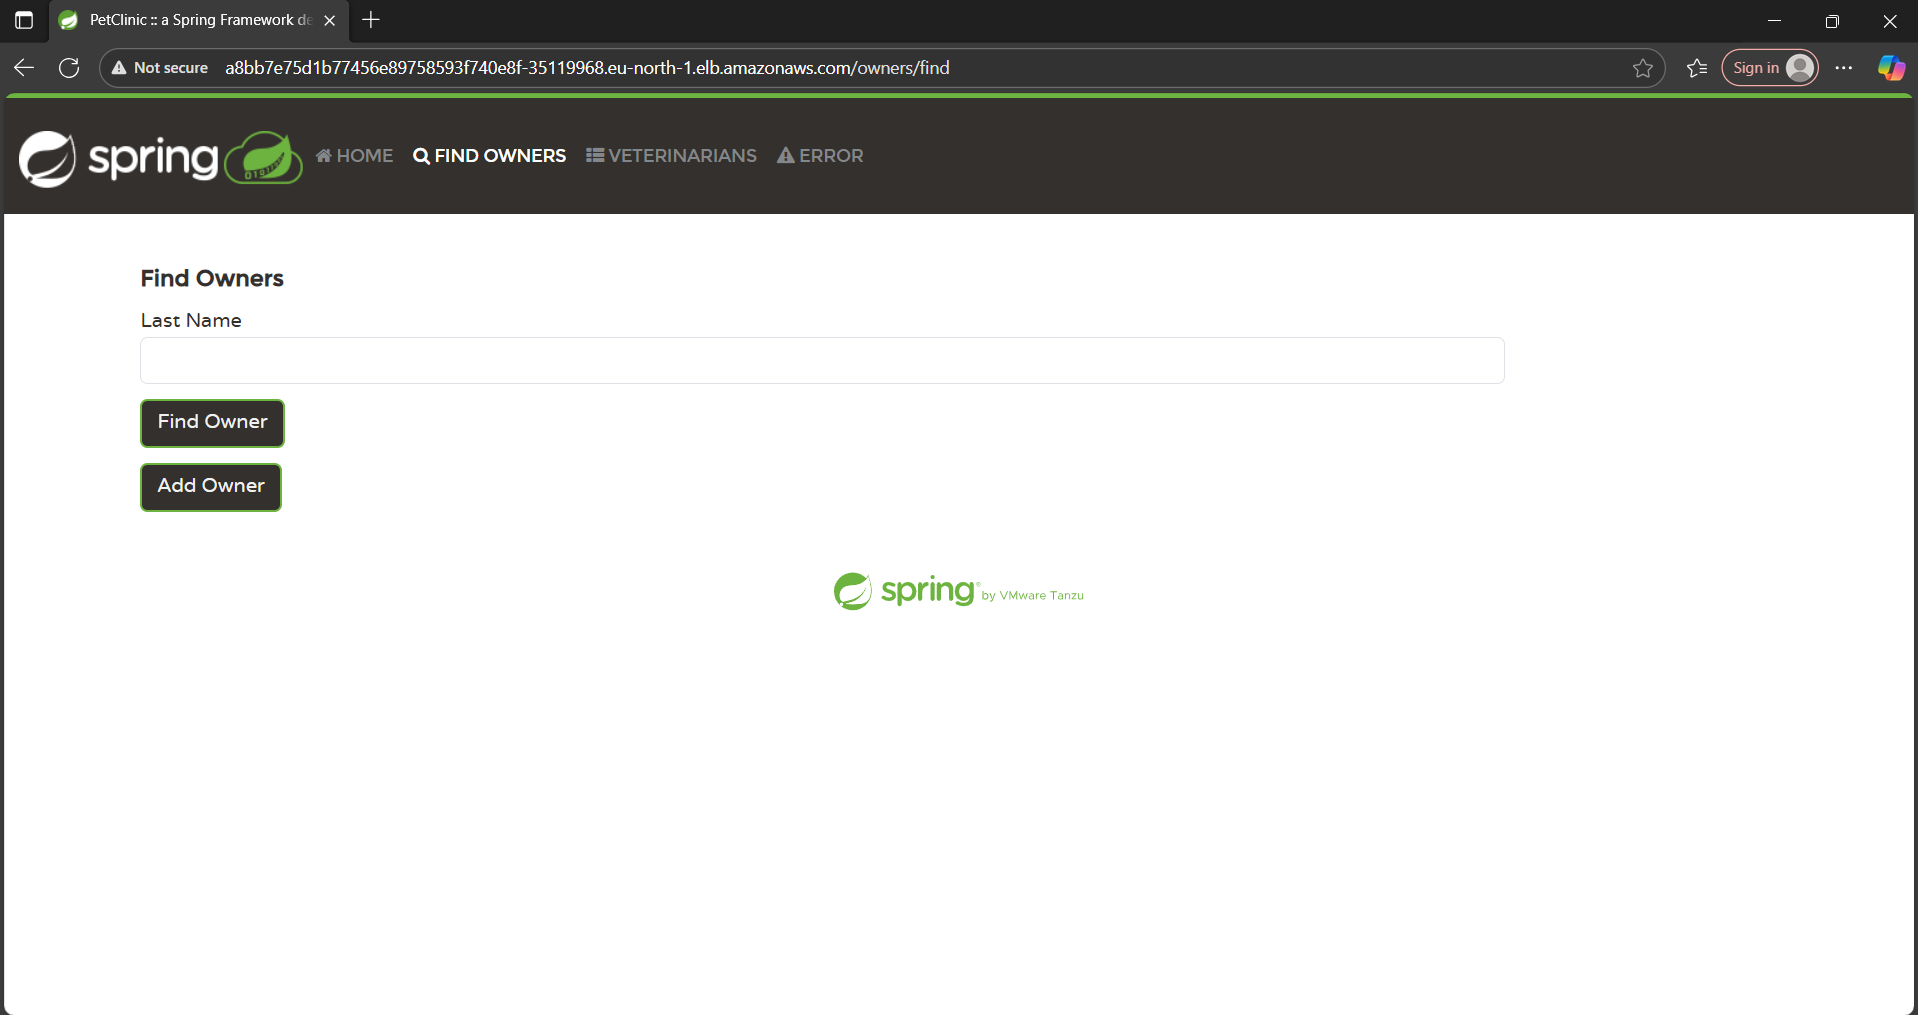 PetClinic :: a Spring Framework de
Not secure a8bb7e75d1b77456e89758593f740e8f-35119968.eu-north-1.elb.amazonaws.com/owners/find
Sign in
spring
HOME
FIND OWNERS
VETERINARIANS
ERROR
Find Owners
Last Name
Find Owner
Add Owner
spring by VMware Tanzu